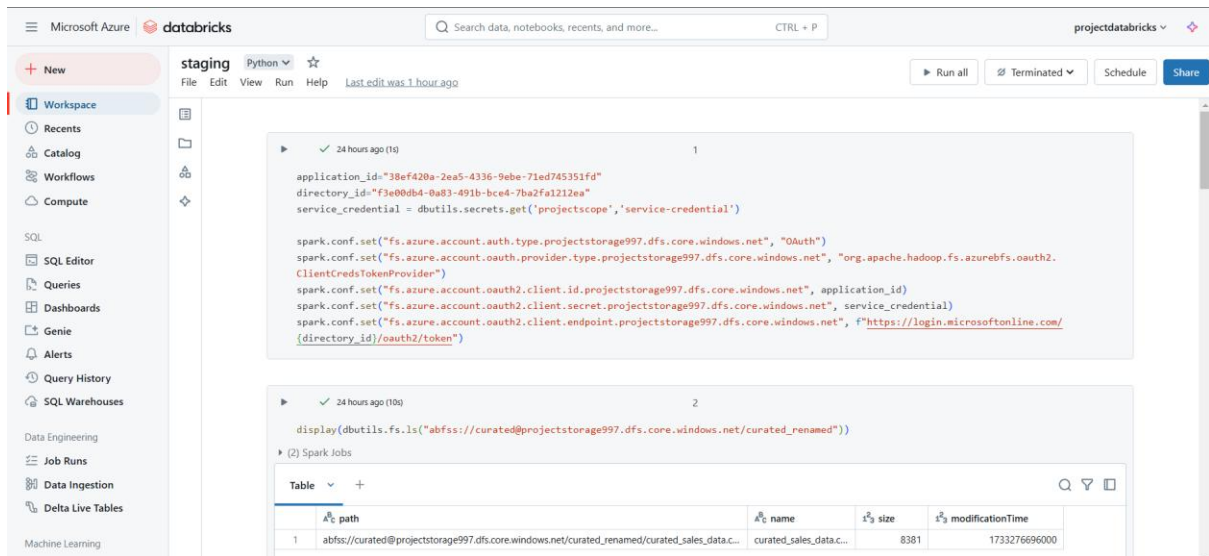 Microsoft Azure databricks
Search data, notebooks, recents, and more... CTRL + P
projectdatabricks
New
Workspace
Recents
Catalog
Workflows
Compute
SQL
SQL Editor
Queries
Dashboards
Genie
Alerts
Query History
SQL Warehouses
Data Engineering
Job Runs
Data Ingestion
Delta Live Tables
Machine Learning
staging Python
File Edit View Run Help Last edit was 1 hour ago
Run all Terminated Schedule Share
24 hours ago (1s) 1
application_id="38ef420a-2ea5-4336-9ebe-71ed745351fd"
directory_id="f3e00db4-0a83-491b-bce4-7ba2fa1212ea"
service_credential = dbutils.secrets.get('projectscope','service-credential')
spark.conf.set("fs.azure.account.auth.type.projectstorage997.dfs.core.windows.net", "OAuth")
spark.conf.set("fs.azure.account.oauth.provider.type.projectstorage997.dfs.core.windows.net", "org.apache.hadoop.fs.azurebfs.oauth2.
ClientCredsTokenProvider")
spark.conf.set("fs.azure.account.oauth2.client.id.projectstorage997.dfs.core.windows.net", application_id)
spark.conf.set("fs.azure.account.oauth2.client.secret.projectstorage997.dfs.core.windows.net", service_credential)
spark.conf.set("fs.azure.account.oauth2.client.endpoint.projectstorage997.dfs.core.windows.net", f"https://login.microsoftonline.com/
{directory_id}/oauth2/token")
24 hours ago (10s) 2
display(dbutils.fs.ls("abfss://curated@projectstorage997.dfs.core.windows.net/curated_renamed"))
(2) Spark Jobs
Table +
ABC path ABC name 123 size 123 modificationTime
1 abfss://curated@projectstorage997.dfs.core.windows.net/curated_renamed/curated_sales_data.c... curated_sales_data.c... 8381 1733276696000